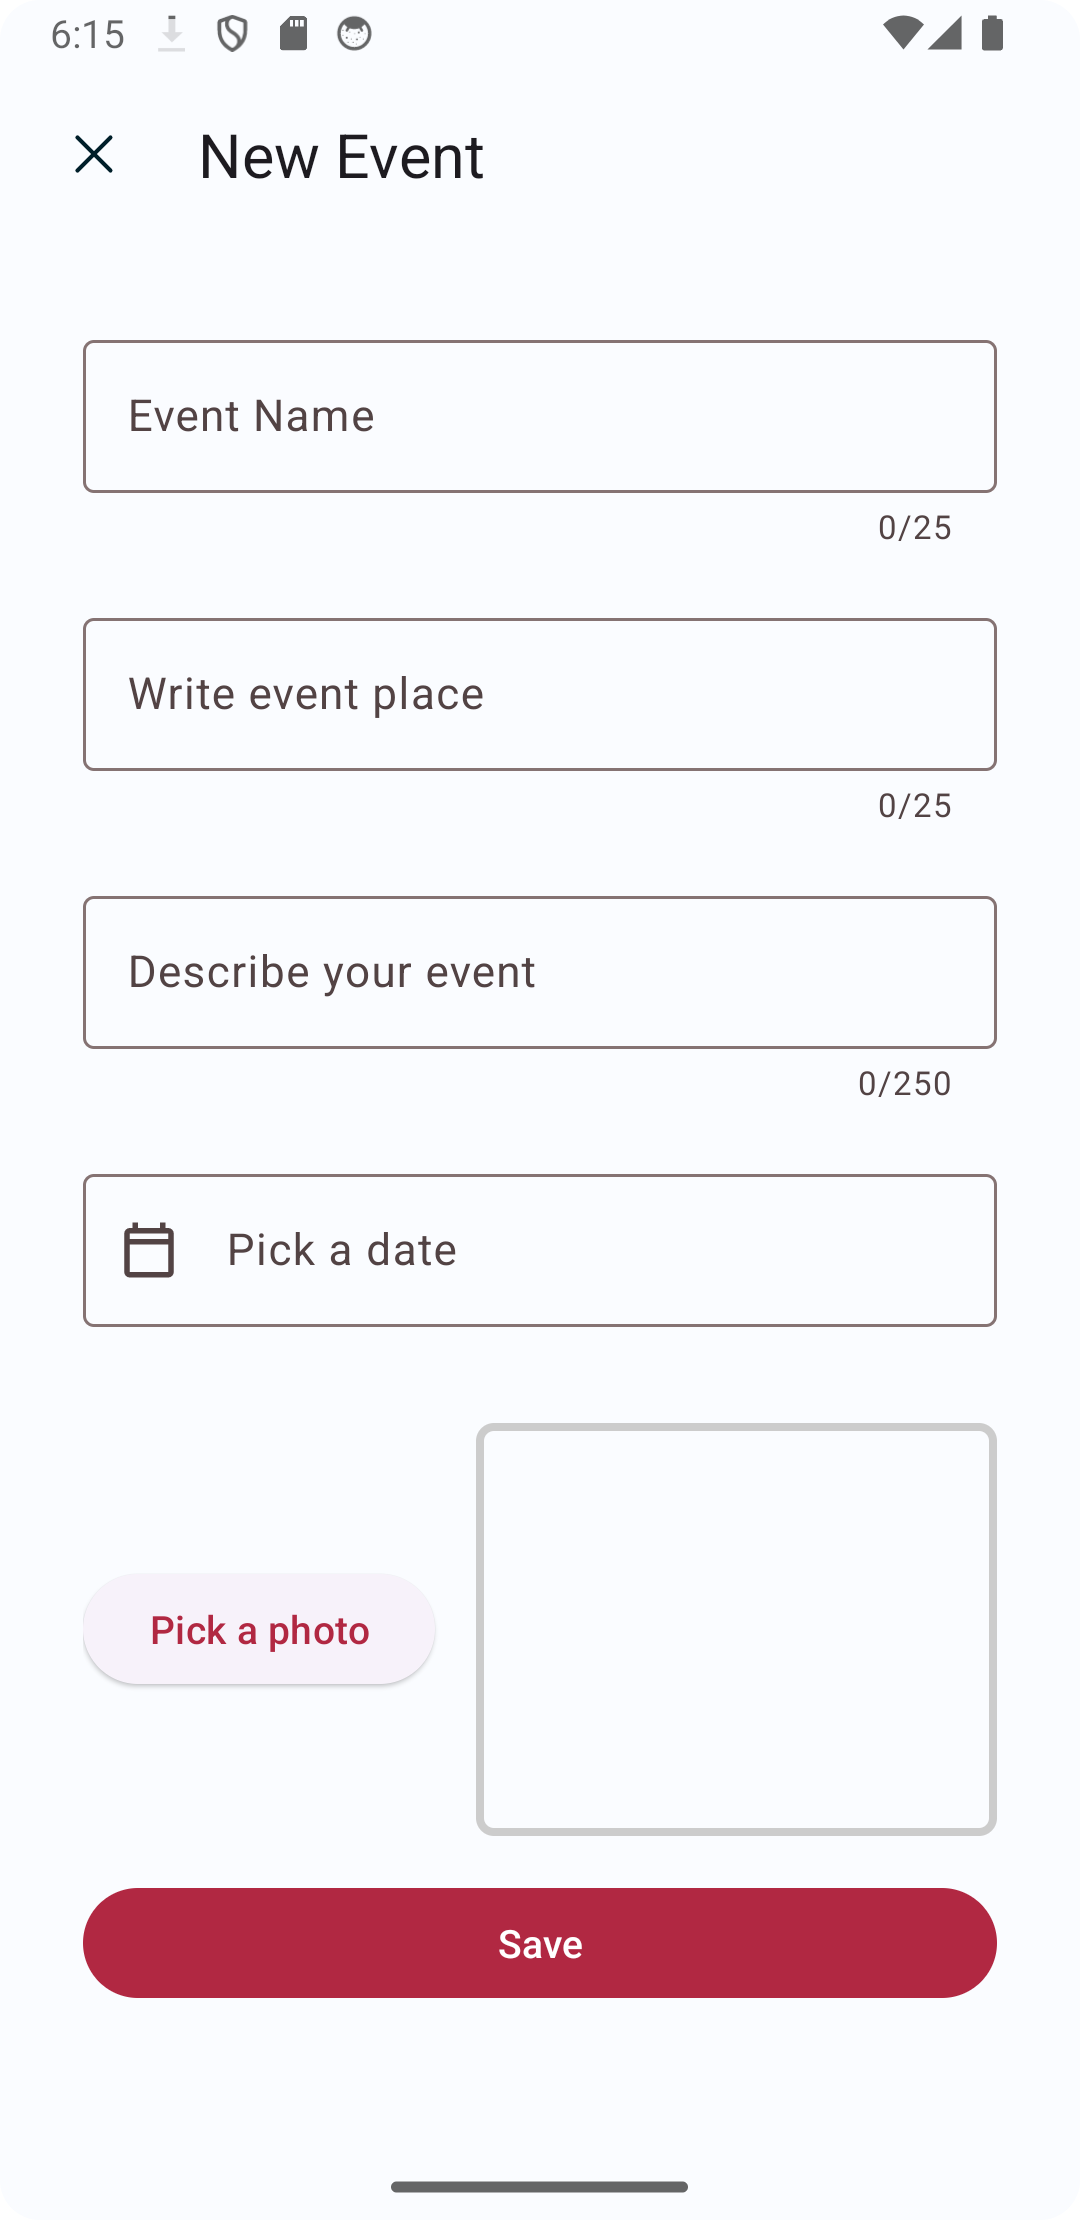 6:15
New Event
Event Name
0/25
Write event place
0/25
Describe your event
0/250
Pick a date
Pick a photo
Save